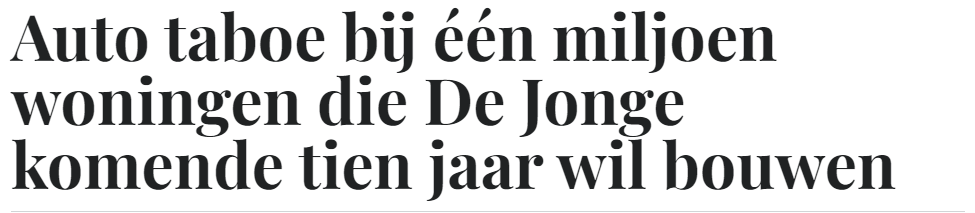 Auto taboe bij één miljoen
woningen die De Jonge
komende tien jaar wil bouwen